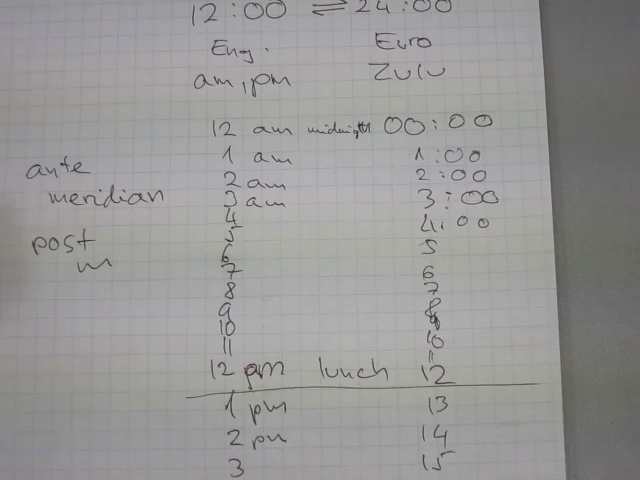 12:00 ⇌ 24:00
Eng. Euro
am, pm Zulu
12 am midnight 00:00
1 am 1:00
2 am 2:00
3 am 3:00
4 4:00
5 5
6 6
7 7
8 8
9 9
10 10
11 11
12 pm lunch 12
1 pm 13
2 pm 14
3 15
ante
meridian
post
m